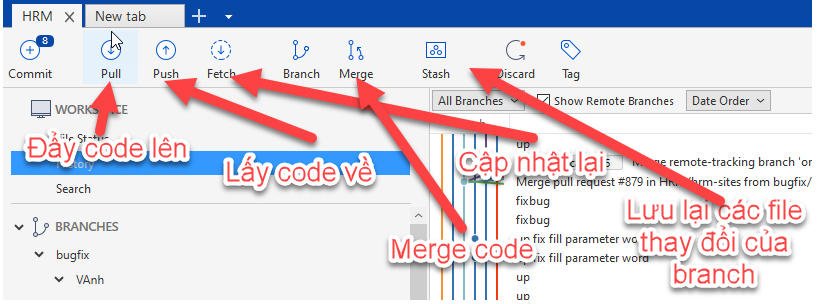 HRM
New tab
8
Commit
Pull
Push
Fetch
Branch
Merge
Stash
Discard
Tag
WORKSPACE
File Status
History
Search
BRANCHES
bugfix
VAnh
All Branches
Show Remote Branches
Date Order
up
Merge remote-tracking branch 'or
Merge pull request #879 in
sites from bugfix/
fixbug
fixbug
up fix fill parameter word
up fix fill parameter word
up
up
Đẩy code lên
Lấy code về
Cập nhật lại
Merge code
Lưu lại các file
thay đổi của
branch